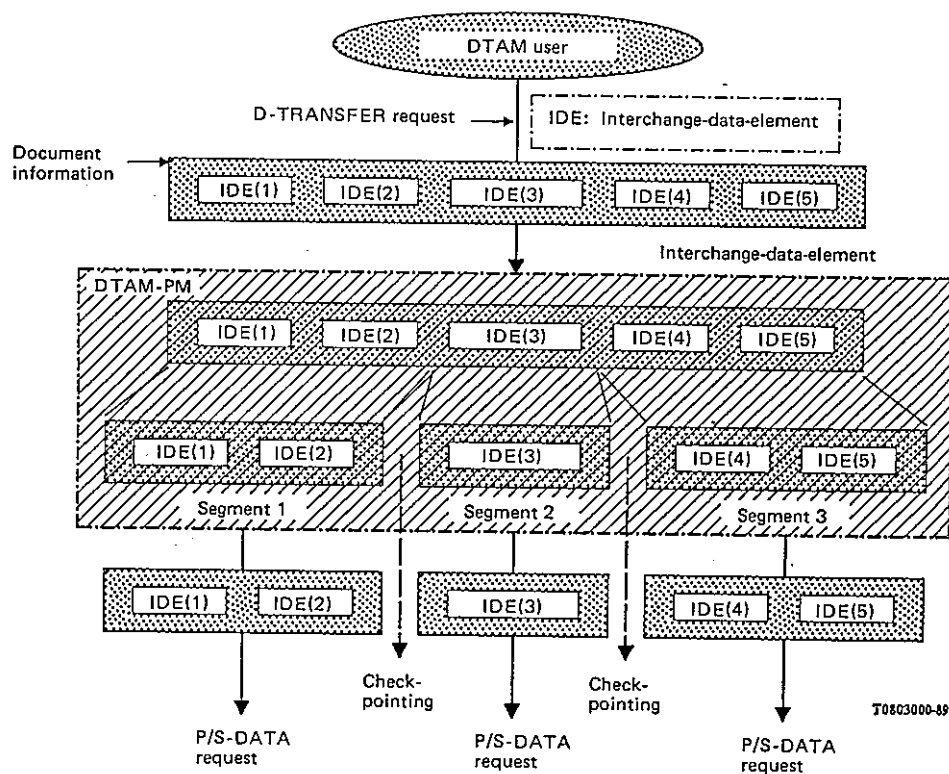 DTAM user
D-TRANSFER request
IDE: Interchange-data-element
Document
information
IDE(1) IDE(2) IDE(3) IDE(4) IDE(5)
Interchange-data-element
DTAM-PM
IDE(1) IDE(2) IDE(3) IDE(4) IDE(5)
IDE(1) IDE(2) IDE(3) IDE(4) IDE(5)
Segment 1 Segment 2 Segment 3
IDE(1) IDE(2) IDE(3) IDE(4) IDE(5)
Check-
pointing
Check-
pointing
T0803000-89
P/S-DATA
request
P/S-DATA
request
P/S-DATA
request